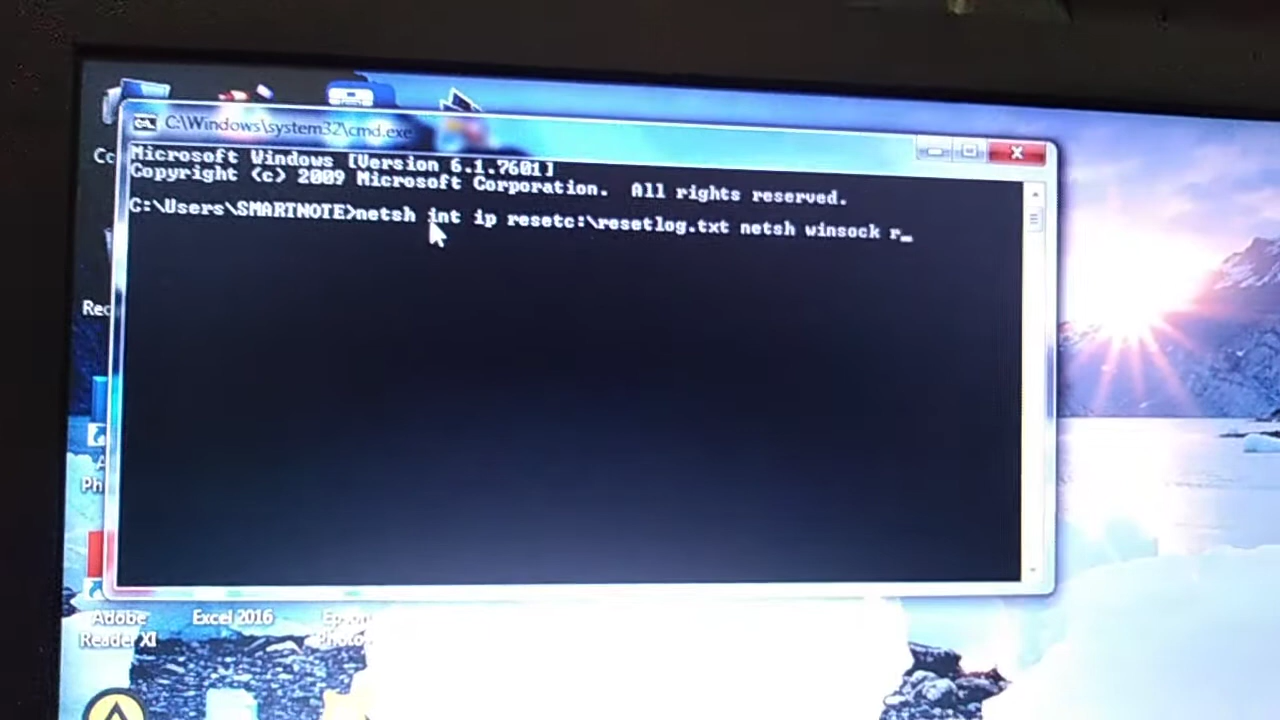 C:\Windows\system32\cmd.exe
Microsoft Windows [Version 6.1.7601]
Copyright (c) 2009 Microsoft Corporation.  All rights reserved.
C:\Users\SMARTNOTE>netsh int ip resetc:\resetlog.txt netsh winsock r_
Adobe
Reader XI
Excel 2016